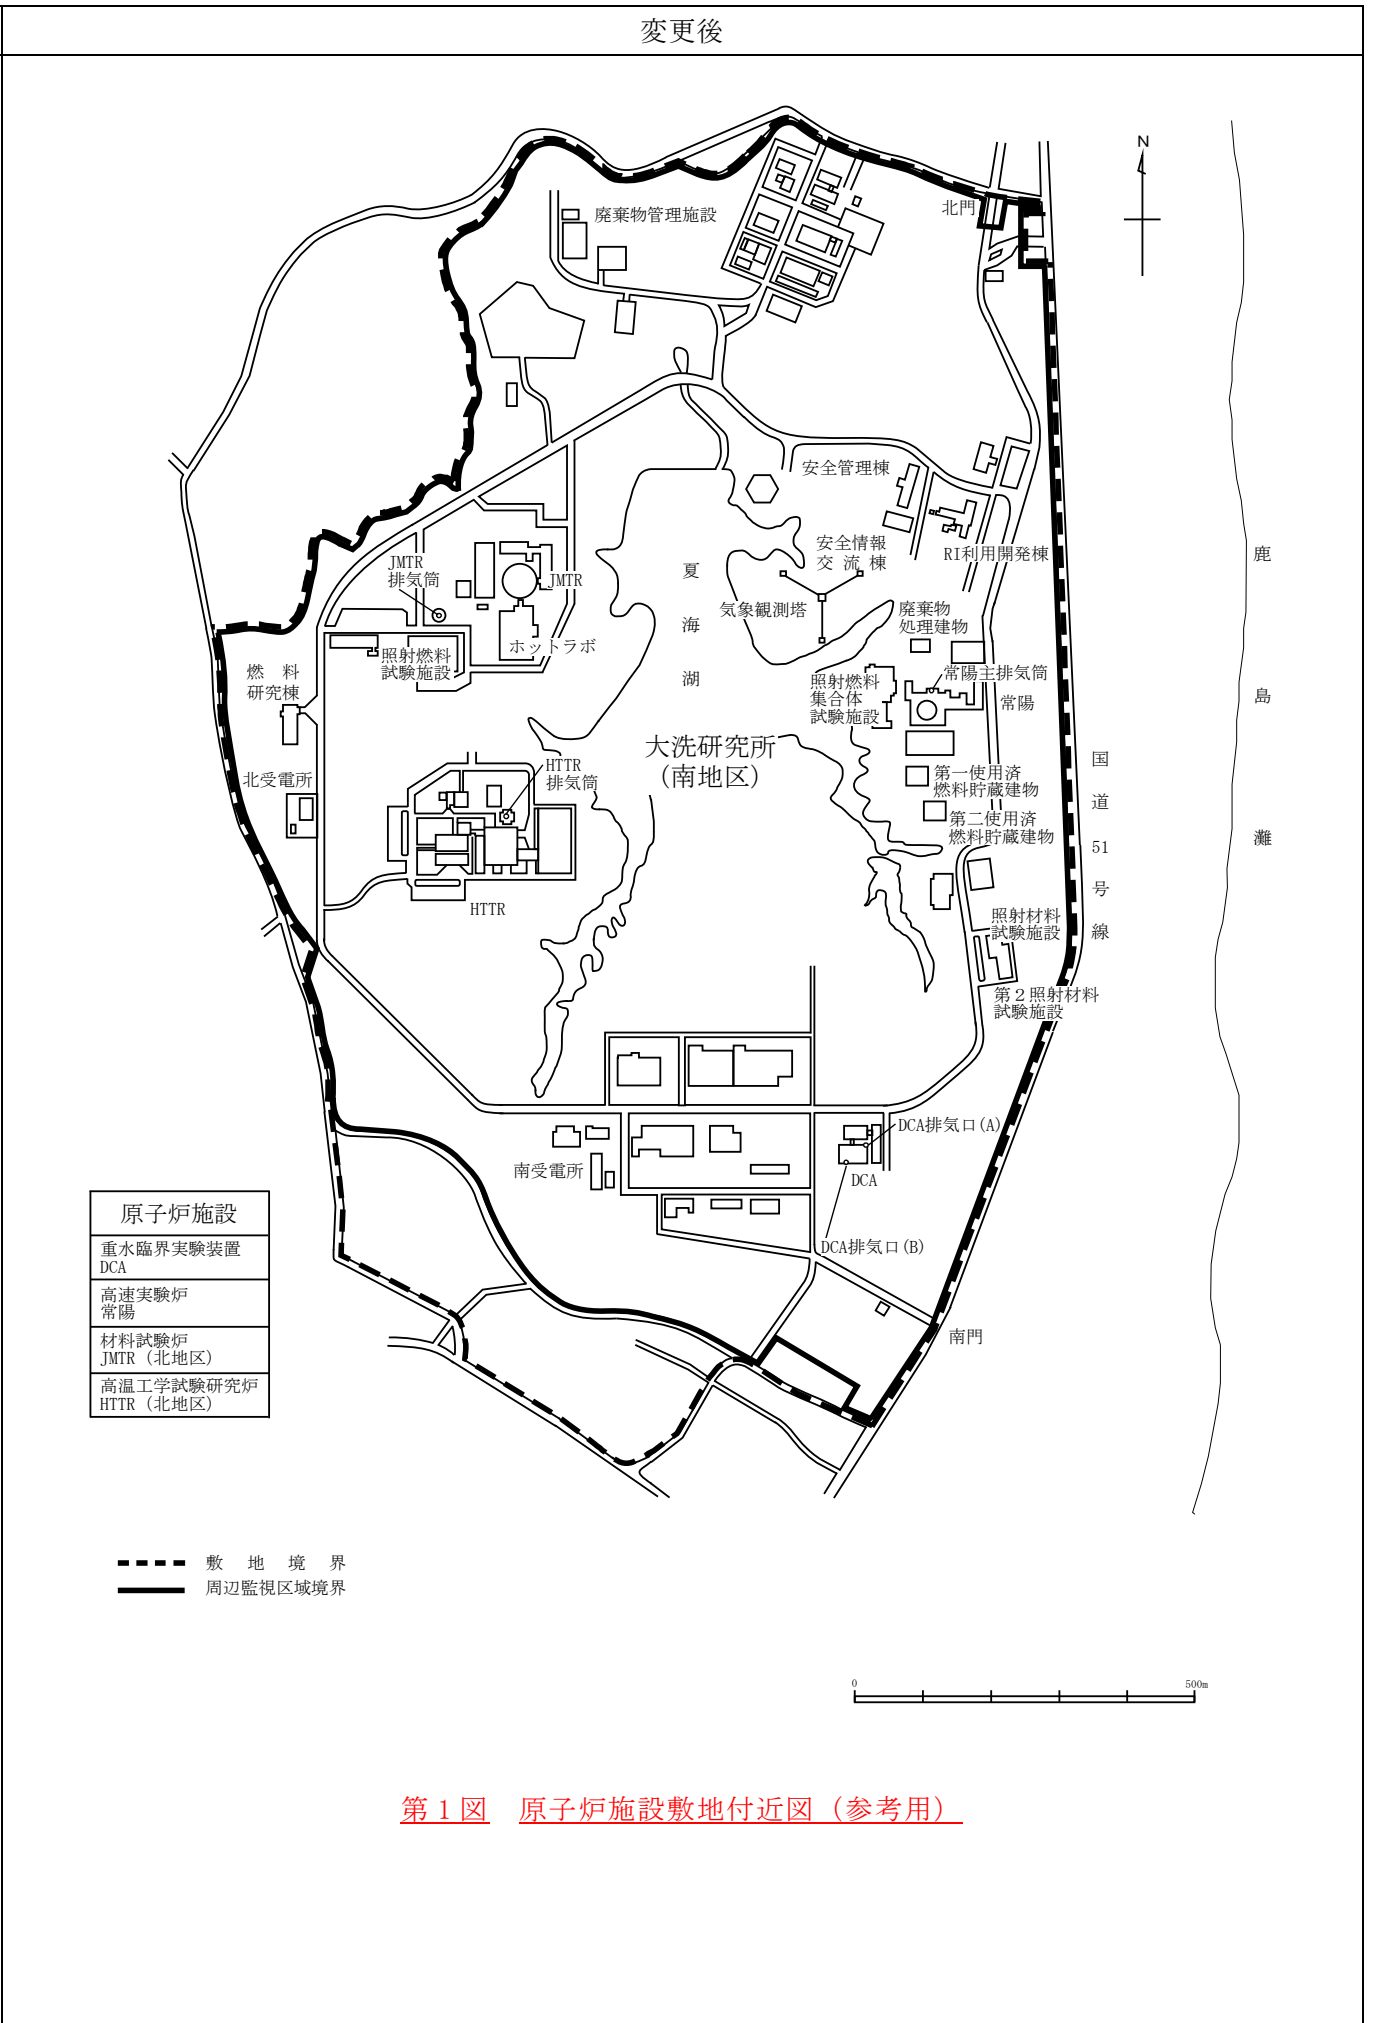 変更後
N
北門
廃棄物管理施設
安全管理棟
安全情報
交流棟
RI利用開発棟
鹿島灘
JMTR
排気筒
JMTR
夏海湖
気象観測塔
廃棄物
処理建物
ホットラボ
照射燃料
試験施設
燃料
研究棟
照射燃料
集合体
試験施設
常陽主排気筒
常陽
大洗研究所
(南地区)
国道51号線
HTTR
排気筒
北受電所
第一使用済
燃料貯蔵建物
第二使用済
燃料貯蔵建物
HTTR
照射材料
試験施設
第2照射材料
試験施設
DCA排気口(A)
南受電所
DCA
DCA排気口(B)
南門
原子炉施設
重水臨界実験装置
DCA
高速実験炉
常陽
材料試験炉
JMTR (北地区)
高温工学試験研究炉
HTTR (北地区)
敷地境界
周辺監視区域境界
0
500m
第1図 原子炉施設敷地付近図 (参考用)